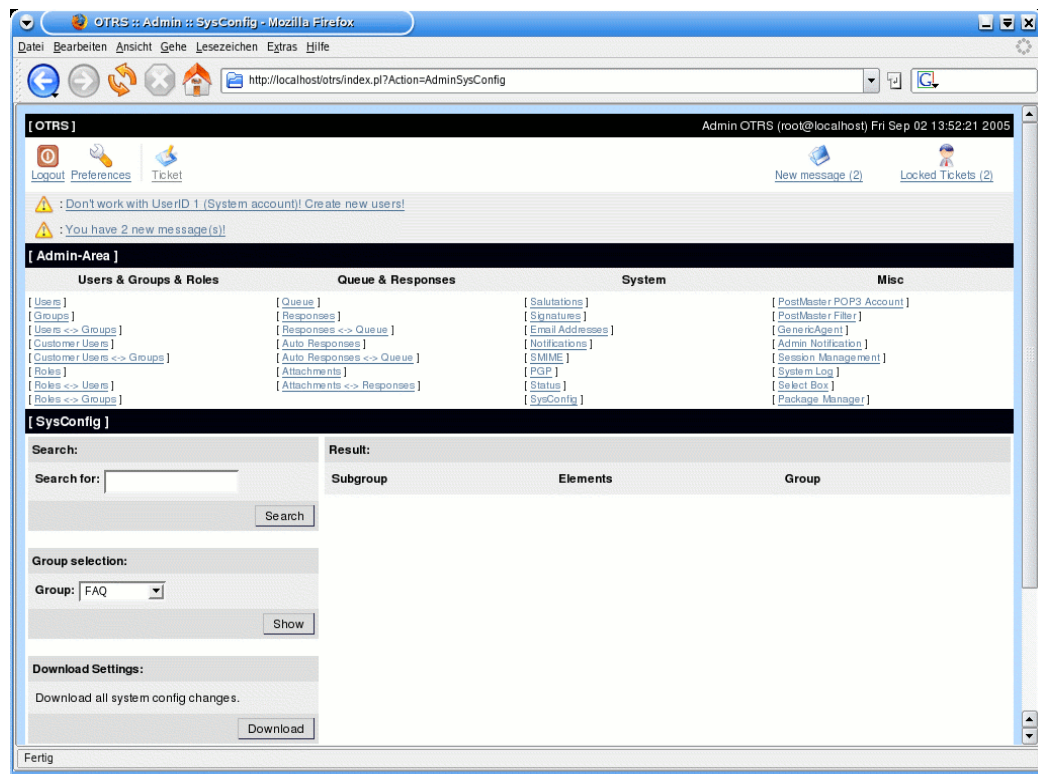 OTRS :: Admin :: SysConfig - Mozilla Firefox
Datei Bearbeiten Ansicht Gehe Lesezeichen Extras Hilfe
http://localhost/otrs/index.pl?Action=AdminSysConfig
[ OTRS ] Admin OTRS (root@localhost) Fri Sep 02 13:52:21 2005
Logout Preferences Ticket New message (2) Locked Tickets (2)
: Don't work with UserID 1 (System account)! Create new users!
: You have 2 new message(s)!
[ Admin-Area ]
Users & Groups & Roles Queue & Responses System Misc
[ Users ] [ Queue ] [ Salutations ] [ PostMaster POP3 Account ]
[ Groups ] [ Responses ] [ Signatures ] [ PostMaster Filter ]
[ Users <-> Groups ] [ Responses <-> Queue ] [ Email Addresses ] [ GenericAgent ]
[ Customer Users ] [ Auto Responses ] [ Notifications ] [ Admin Notification ]
[ Customer Users <-> Groups ] [ Auto Responses <-> Queue ] [ SMIME ] [ Session Management ]
[ Roles ] [ Attachments ] [ PGP ] [ System Log ]
[ Roles <-> Users ] [ Attachments <-> Responses ] [ Status ] [ Select Box ]
[ Roles <-> Groups ] [ SysConfig ] [ Package Manager ]
[ SysConfig ]
Search: Result:
Search for: Subgroup Elements Group
Search
Group selection:
Group: FAQ
Show
Download Settings:
Download all system config changes.
Download
Fertig